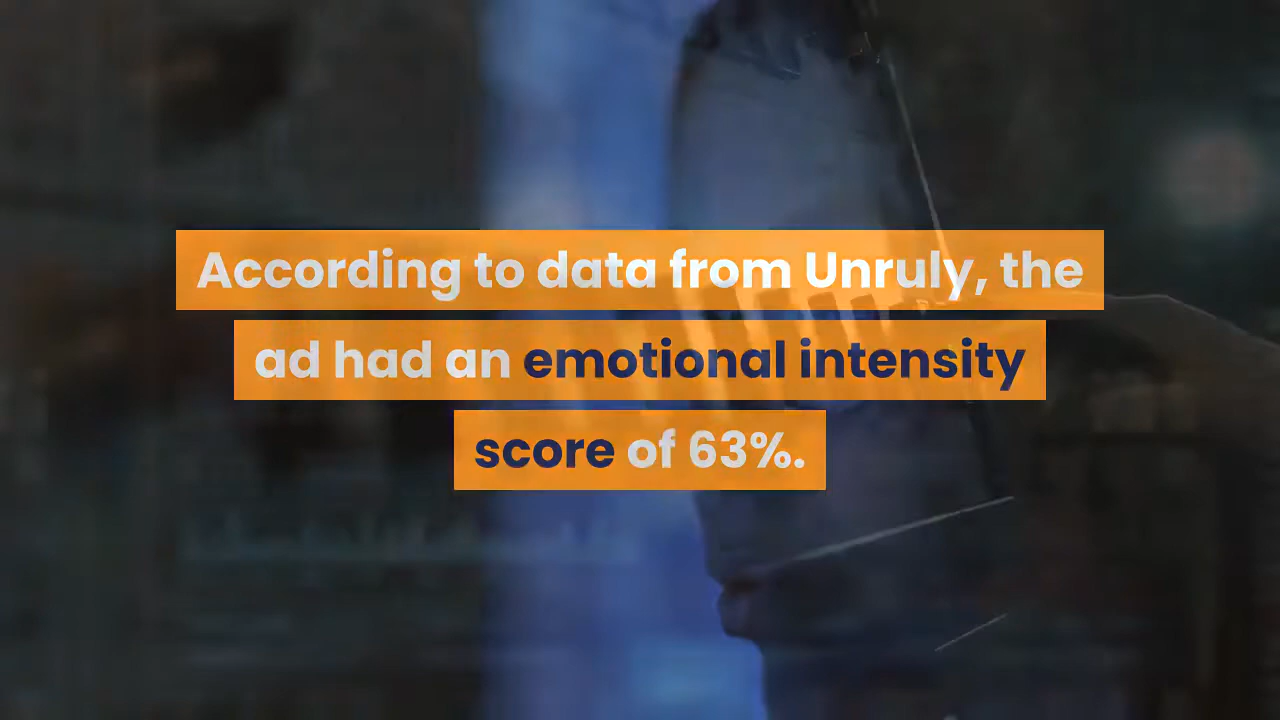 According to data from Unruly, the
ad had an emotional intensity
score of 63%.